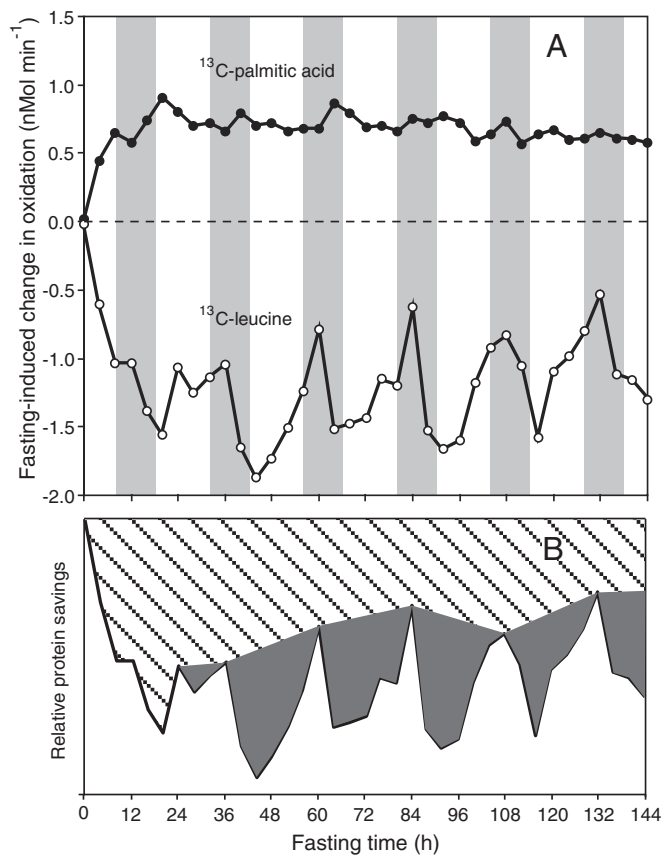 1.5
A
¹³C-palmitic acid
1.0
0.5
0.0
-0.5
¹³C-leucine
-1.0
-1.5
-2.0
Fasting-induced change in oxidation (nMol min⁻¹)
B
Relative protein savings
0 12 24 36 48 60 72 84 96 108 120 132 144
Fasting time (h)